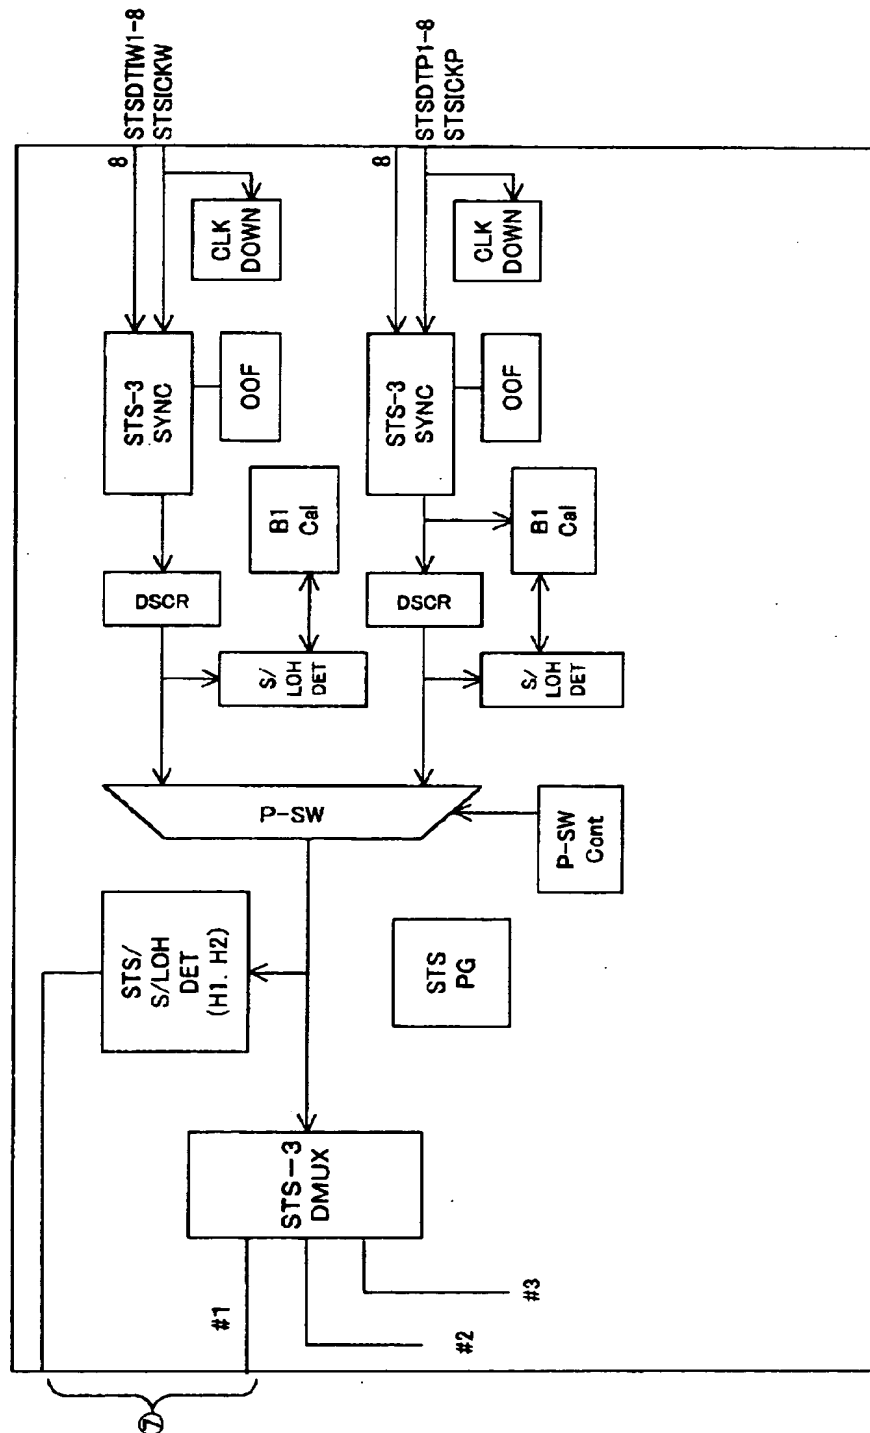 STSDTIW1-8
STSICKW
8
CLK
DOWN
STS-3
SYNC
OOF
B1
Cal
DSCR
S/
LOH
DET
STSDTP1-8
STSICKP
8
CLK
DOWN
STS-3
SYNC
OOF
B1
Cal
DSCR
S/
LOH
DET
P-SW
P-SW
Cont
STS/
S/LOH
DET
(H1. H2)
STS
PG
STS-3
DMUX
#1
#2
#3
⑦